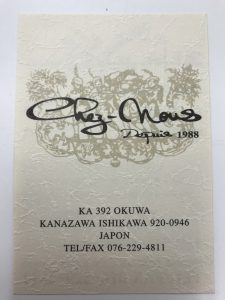 Chez-Nous
Depuis 1988
KA 392 OKUWA
KANAZAWA ISHIKAWA 920-0946
JAPON
TEL/FAX 076-229-4811